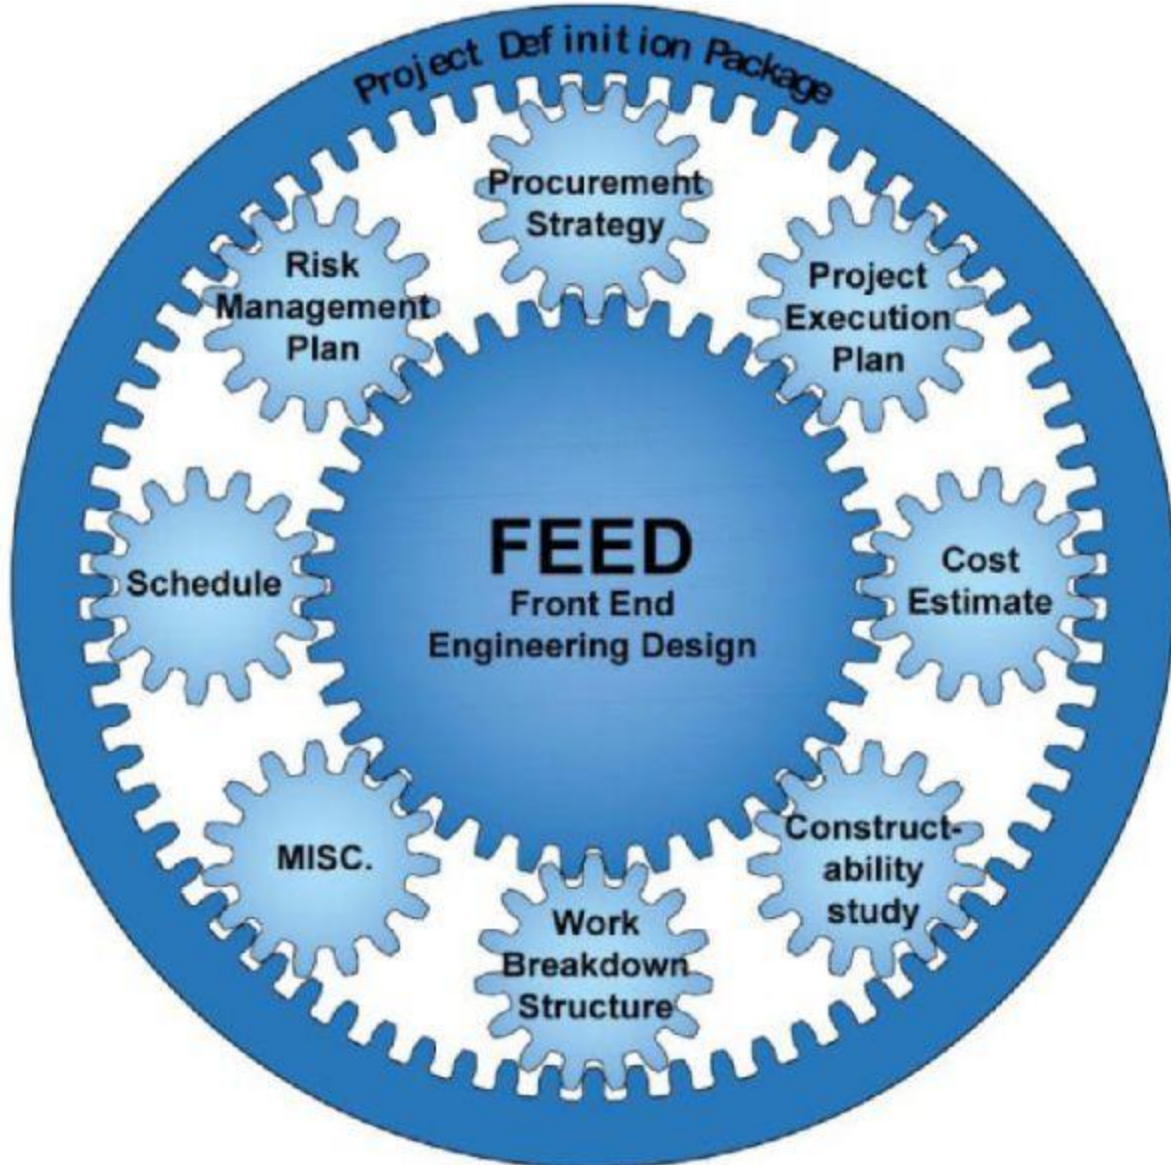 Project Definition Package
Procurement
Strategy
Risk
Management
Plan
Project
Execution
Plan
Schedule
FEED
Front End
Engineering Design
Cost
Estimate
MISC.
Construct-
ability
study
Work
Breakdown
Structure